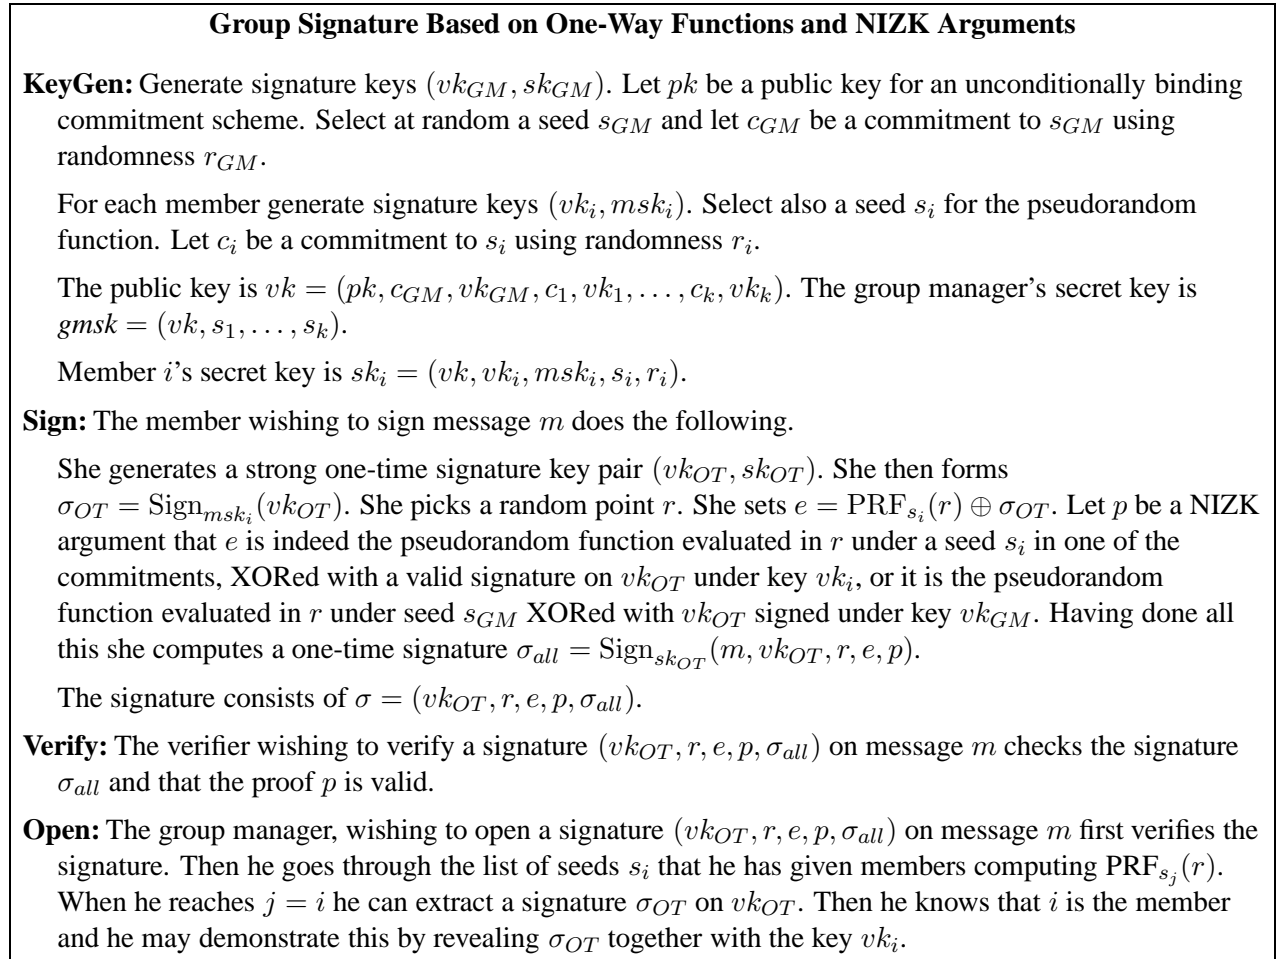 Group Signature Based on One-Way Functions and NIZK Arguments
KeyGen: Generate signature keys (vk_{GM}, sk_{GM}). Let pk be a public key for an unconditionally binding
commitment scheme. Select at random a seed s_{GM} and let c_{GM} be a commitment to s_{GM} using
randomness r_{GM}.
For each member generate signature keys (vk_i, msk_i). Select also a seed s_i for the pseudorandom
function. Let c_i be a commitment to s_i using randomness r_i.
The public key is vk = (pk, c_{GM}, vk_{GM}, c_1, vk_1, . . . , c_k, vk_k). The group manager's secret key is
gmsk = (vk, s_1, . . . , s_k).
Member i's secret key is sk_i = (vk, vk_i, msk_i, s_i, r_i).
Sign: The member wishing to sign message m does the following.
She generates a strong one-time signature key pair (vk_{OT}, sk_{OT}). She then forms
σ_{OT} = Sign_{msk_i}(vk_{OT}). She picks a random point r. She sets e = PRF_{s_i}(r) ⊕ σ_{OT}. Let p be a NIZK
argument that e is indeed the pseudorandom function evaluated in r under a seed s_i in one of the
commitments, XORed with a valid signature on vk_{OT} under key vk_i, or it is the pseudorandom
function evaluated in r under seed s_{GM} XORed with vk_{OT} signed under key vk_{GM}. Having done all
this she computes a one-time signature σ_{all} = Sign_{sk_{OT}}(m, vk_{OT}, r, e, p).
The signature consists of σ = (vk_{OT}, r, e, p, σ_{all}).
Verify: The verifier wishing to verify a signature (vk_{OT}, r, e, p, σ_{all}) on message m checks the signature
σ_{all} and that the proof p is valid.
Open: The group manager, wishing to open a signature (vk_{OT}, r, e, p, σ_{all}) on message m first verifies the
signature. Then he goes through the list of seeds s_i that he has given members computing PRF_{s_j}(r).
When he reaches j = i he can extract a signature σ_{OT} on vk_{OT}. Then he knows that i is the member
and he may demonstrate this by revealing σ_{OT} together with the key vk_i.